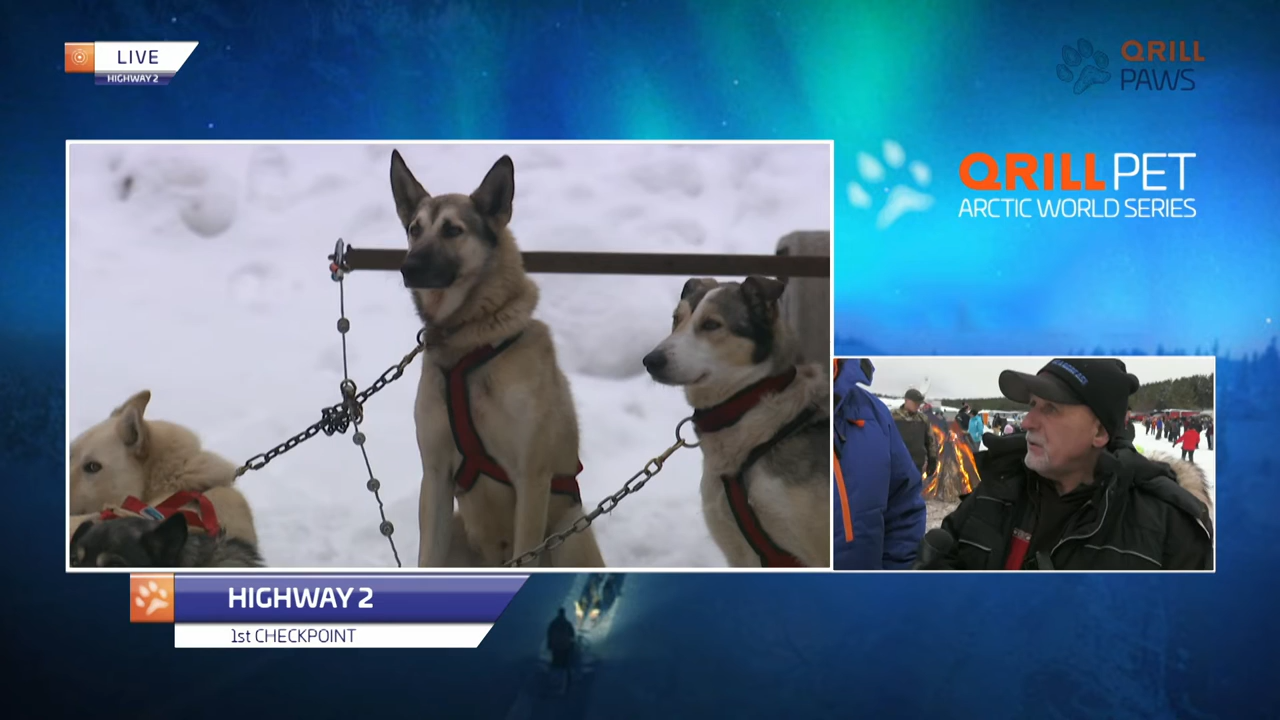 LIVE
HIGHWAY 2
QRILL
PAWS
QRILL PET
ARCTIC WORLD SERIES
HIGHWAY 2
1st CHECKPOINT